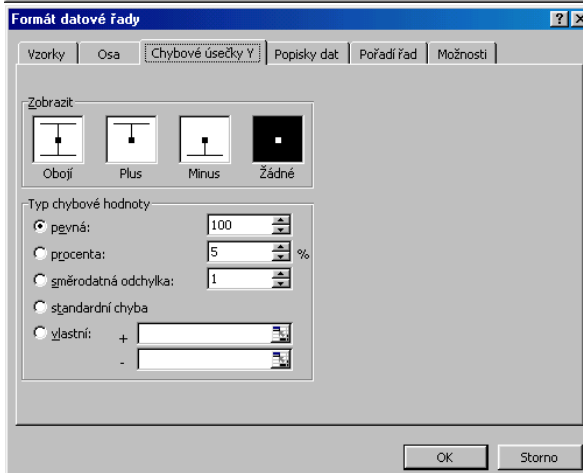 Formát datové řady
Vzorky Osa Chybové úsečky Y Popisky dat Pořadí řad Možnosti
Zobrazit
Obojí Plus Minus Žádné
Typ chybové hodnoty
pevná: 100
procenta: 5 %
směrodatná odchylka: 1
standardní chyba
vlastní: +
-
OK Storno